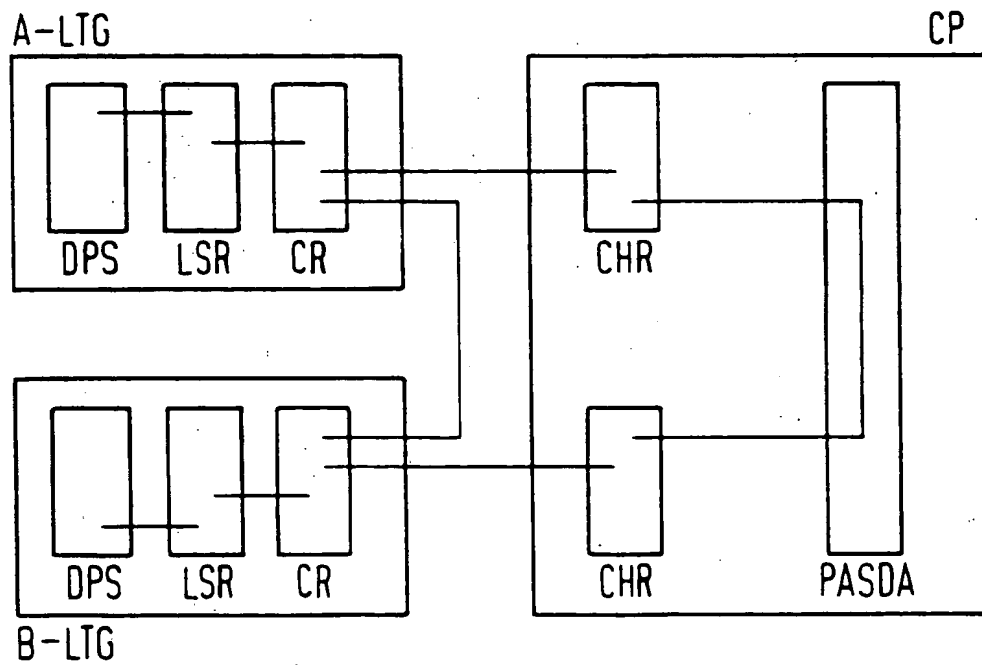 A-LTG
CP
DPS LSR CR
CHR
DPS LSR CR
CHR PASDA
B-LTG